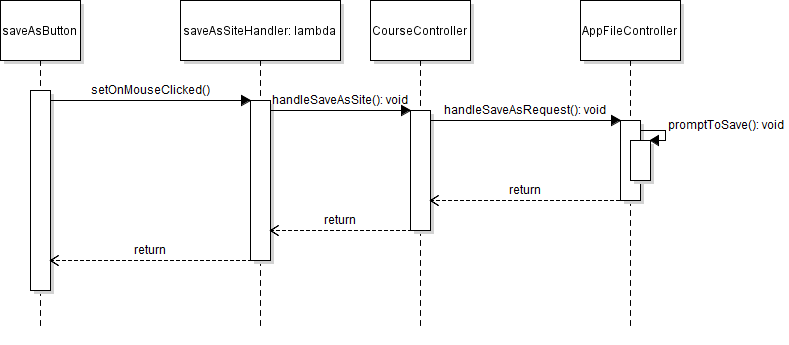 saveAsButton
saveAsSiteHandler: lambda
CourseController
AppFileController
setOnMouseClicked()
handleSaveAsSite(): void
handleSaveAsRequest(): void
promptToSave(): void
return
return
return